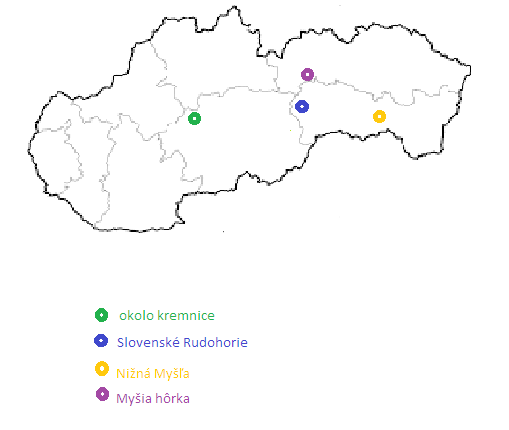 okolo kremnice
Slovenské Rudohorie
Nižná Myšľa
Myšia hôrka